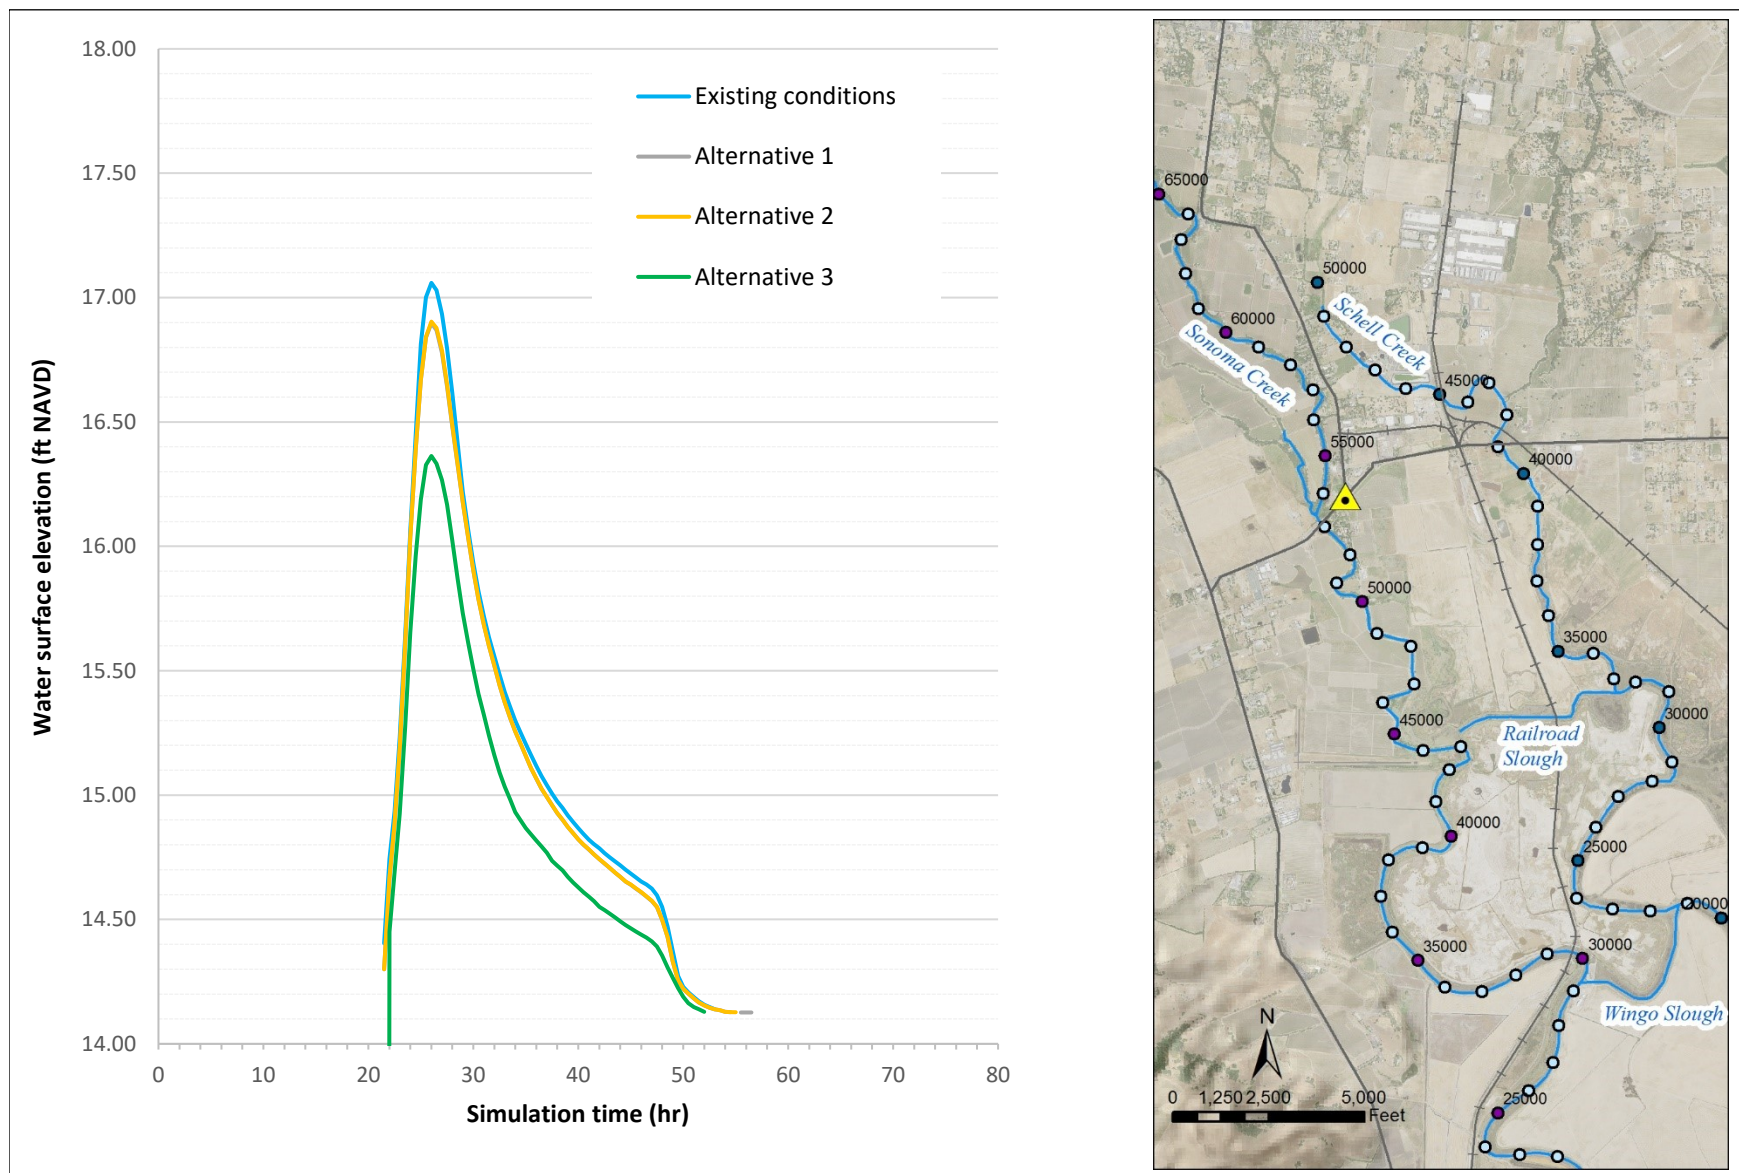 18.00
17.50
17.00
16.50
16.00
15.50
15.00
14.50
14.00
Water surface elevation (ft NAVD)
0 10 20 30 40 50 60 70 80
Simulation time (hr)
Existing conditions
Alternative 1
Alternative 2
Alternative 3
65000
50000
60000
Schell Creek
Sonoma Creek
45000
55000
40000
50000
35000
30000
45000
Railroad
Slough
40000
25000
20000
35000
30000
Wingo Slough
N
25000
0 1,250 2,500 5,000
Feet